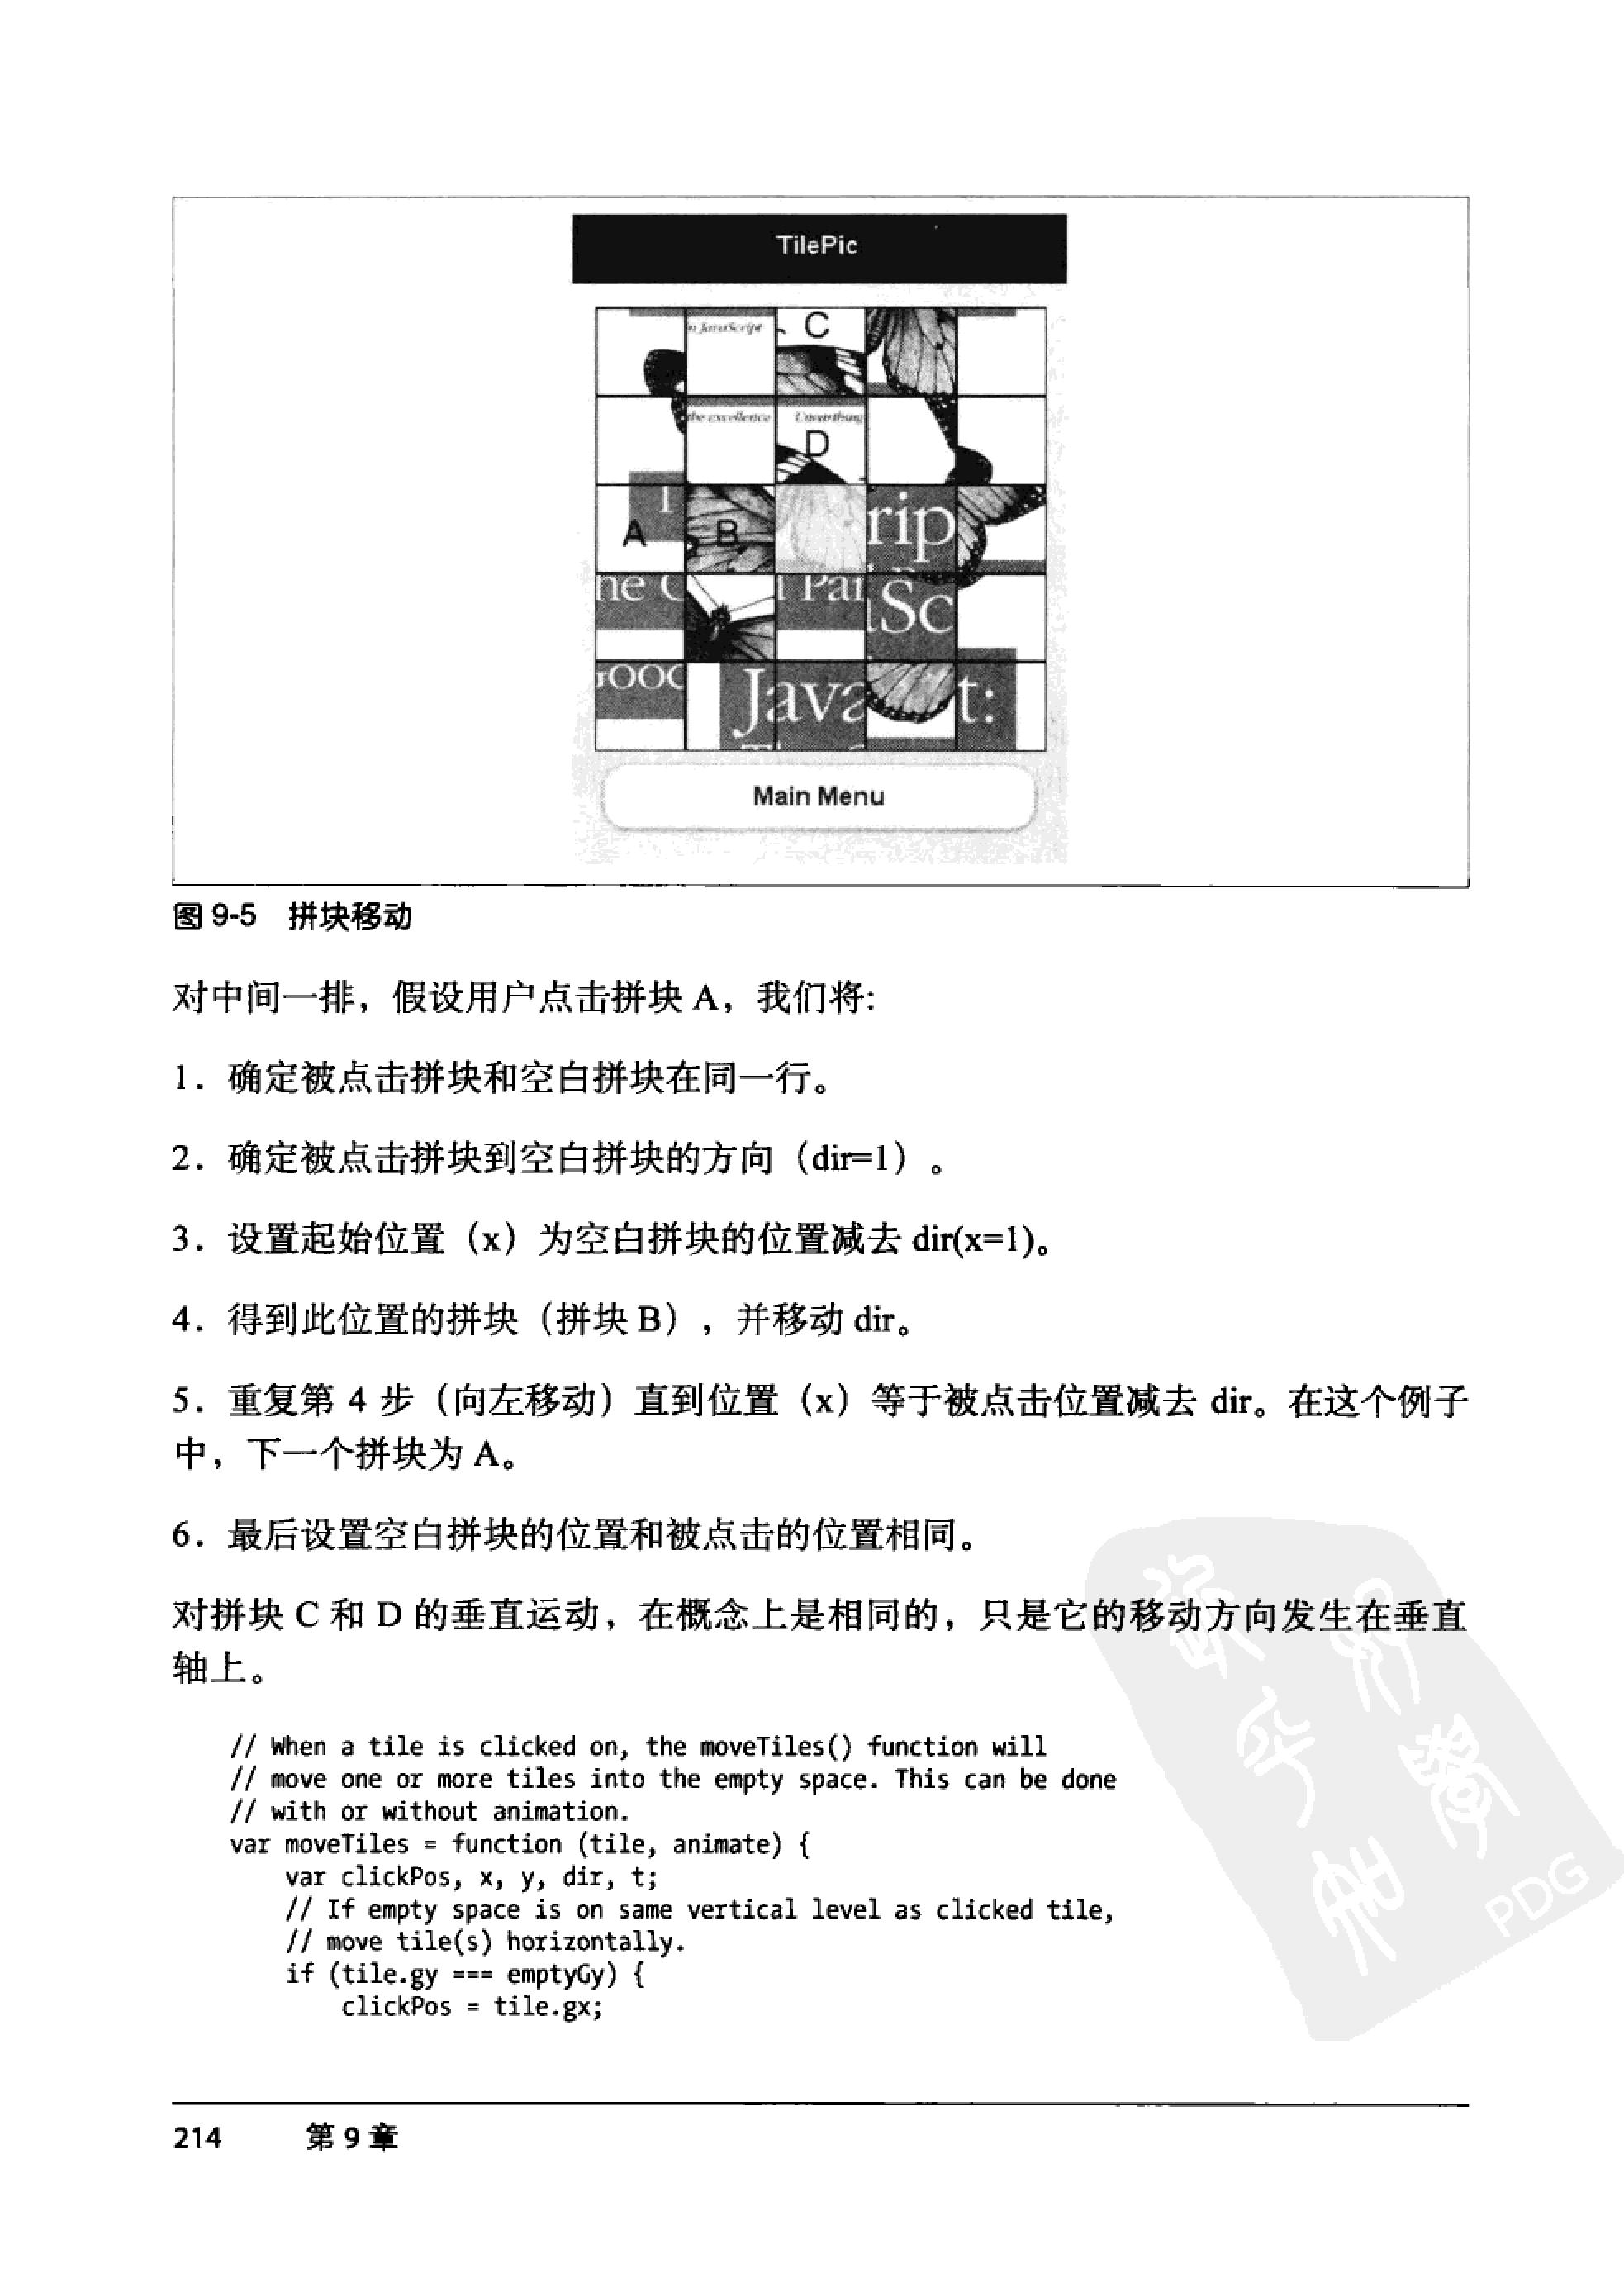 TilePic
n JavaScript
C
the excellence
Unearthing
D
A
B
rip
ne
Pai
Sc
Java
t:
Main Menu
图 9-5 拼块移动
对中间一排，假设用户点击拼块 A，我们将:
1．确定被点击拼块和空白拼块在同一行。
2．确定被点击拼块到空白拼块的方向（dir=1）。
3．设置起始位置（x）为空白拼块的位置减去 dir(x=1)。
4．得到此位置的拼块（拼块 B），并移动 dir。
5．重复第 4 步（向左移动）直到位置（x）等于被点击位置减去 dir。在这个例子
中，下一个拼块为 A。
6．最后设置空白拼块的位置和被点击的位置相同。
对拼块 C 和 D 的垂直运动，在概念上是相同的，只是它的移动方向发生在垂直
轴上。
// When a tile is clicked on, the moveTiles() function will
// move one or more tiles into the empty space. This can be done
// with or without animation.
var moveTiles = function (tile, animate) {
    var clickPos, x, y, dir, t;
    // If empty space is on same vertical level as clicked tile,
    // move tile(s) horizontally.
    if (tile.gy === emptyGy) {
        clickPos = tile.gx;
PDG
214 第 9 章